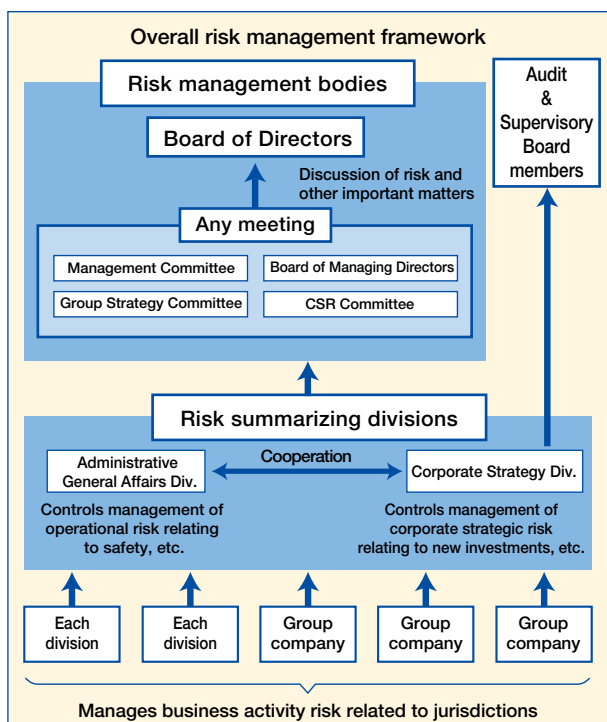 Overall risk management framework
Risk management bodies
Audit
&
Supervisory
Board
members
Board of Directors
Discussion of risk and
other important matters
Any meeting
Management Committee
Board of Managing Directors
Group Strategy Committee
CSR Committee
Risk summarizing divisions
Administrative
General Affairs Div.
Cooperation
Corporate Strategy Div.
Controls management of
operational risk relating
to safety, etc.
Controls management of
corporate strategic risk
relating to new investments, etc.
Each
division
Each
division
Group
company
Group
company
Group
company
Manages business activity risk related to jurisdictions